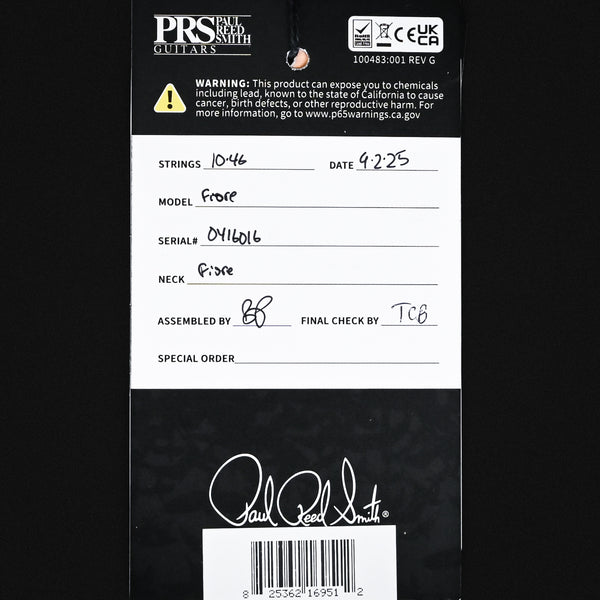 PRS PAUL REED SMITH
GUITARS
100483:001 REV G
WARNING: This product can expose you to chemicals
including lead, known to the state of California to cause
cancer, birth defects, or other reproductive harm. For
more information, go to www.p65warnings.ca.gov
STRINGS 10-46 DATE 9-2-25
MODEL Fiore
SERIAL# 0416016
NECK Fiore
ASSEMBLED BY FINAL CHECK BY TCB
SPECIAL ORDER
Paul Reed Smith®
8 25362 16951 2